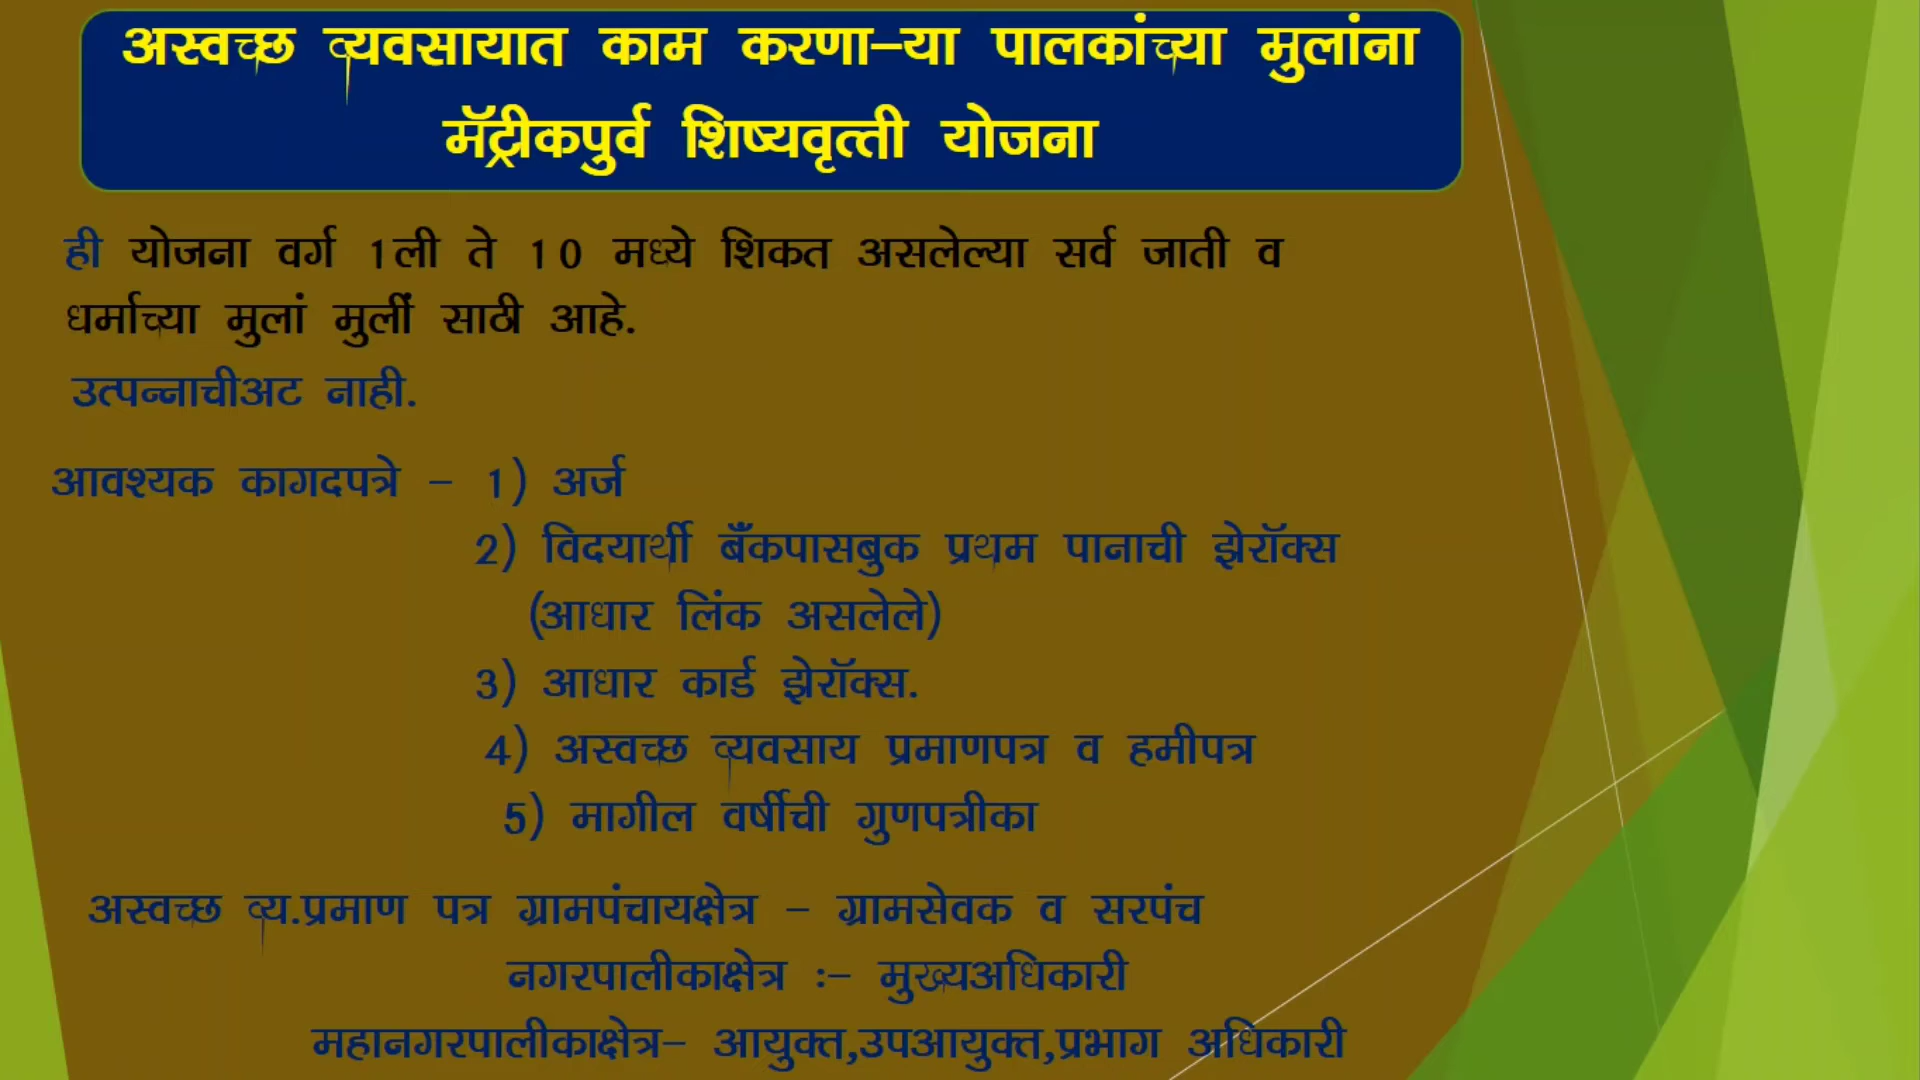 अस्वच्छ व्यवसायात काम करणा–या पालकांच्या मुलांना
मॅट्रीकपुर्व शिष्यवृत्ती योजना
ही योजना वर्ग 1ली ते 10 मध्ये शिकत असलेल्या सर्व जाती व
धर्माच्या मुलां मुलीं साठी आहे.
उत्पन्नाचीअट नाही.
आवश्यक कागदपत्रे – 1) अर्ज
2) विदयार्थी बँकपासबुक प्रथम पानाची झेरॉक्स
(आधार लिंक असलेले)
3) आधार कार्ड झेरॉक्स.
4) अस्वच्छ व्यवसाय प्रमाणपत्र व हमीपत्र
5) मागील वर्षीची गुणपत्रीका
अस्वच्छ व्य.प्रमाण पत्र ग्रामपंचायक्षेत्र – ग्रामसेवक व सरपंच
नगरपालीकाक्षेत्र :– मुख्यअधिकारी
महानगरपालीकाक्षेत्र– आयुक्त,उपआयुक्त,प्रभाग अधिकारी